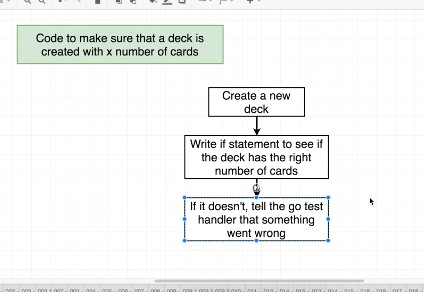 Code to make sure that a deck is
created with x number of cards
Create a new
deck
Write if statement to see if
the deck has the right
number of cards
If it doesn't, tell the go test
handler that something
went wrong